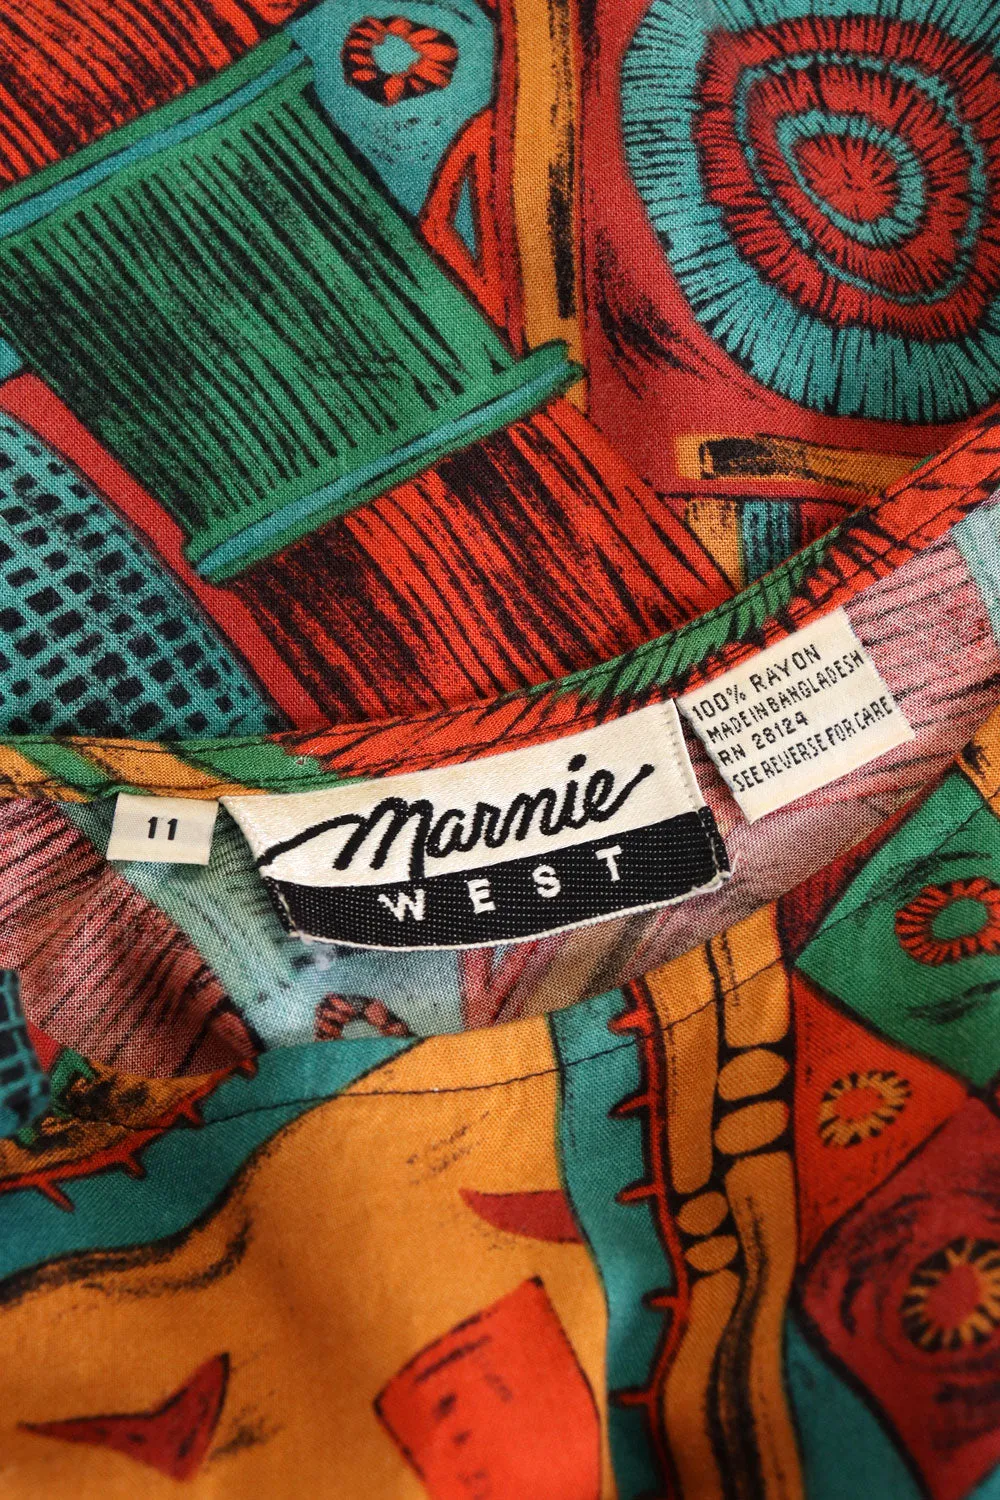 11
Marnie
WEST
100% RAYON
MADE IN BANGLADESH
RN 28124
SEE REVERSE FOR CARE